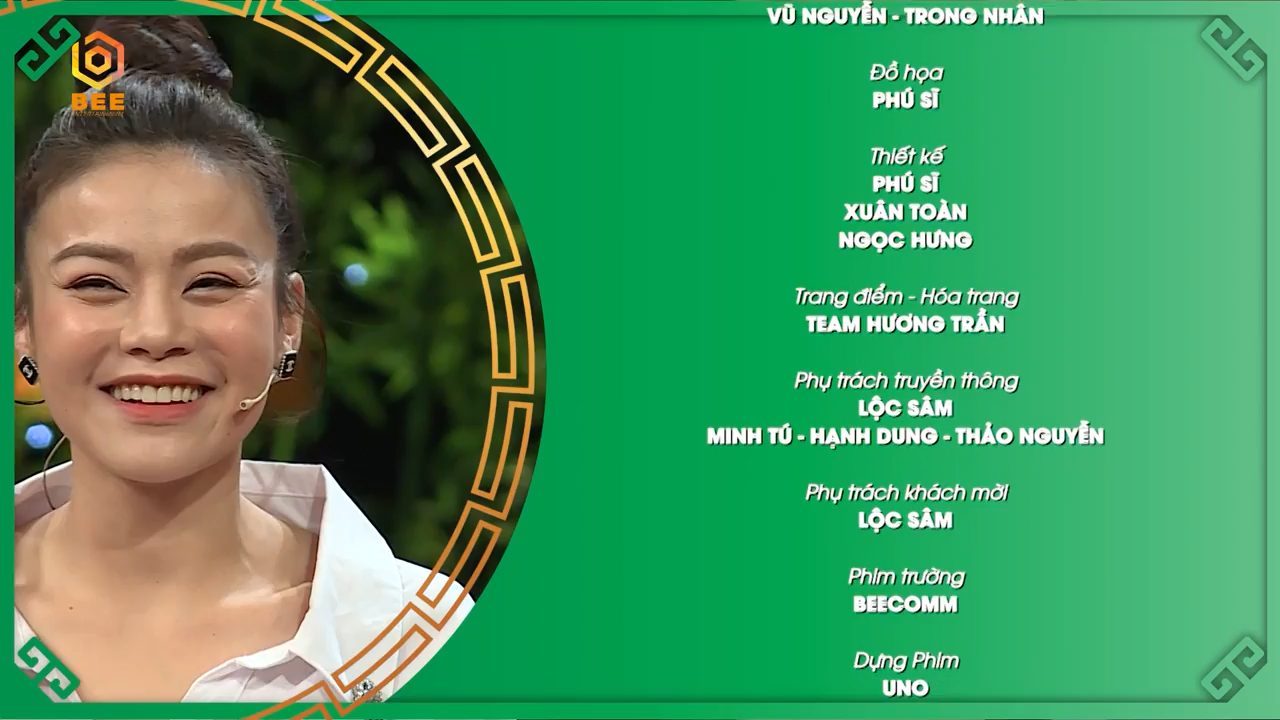 BEE
VŨ NGUYỄN - TRONG NHÂN
Đồ họa
PHÚ SĨ
Thiết kế
PHÚ SĨ
XUÂN TOÀN
NGỌC HƯNG
Trang điểm - Hóa trang
TEAM HƯƠNG TRẦN
Phụ trách truyền thông
LỘC SÂM
MINH TÚ - HẠNH DUNG - THẢO NGUYỄN
Phụ trách khách mời
LỘC SÂM
Phim trường
BEECOMM
Dựng Phim
UNO